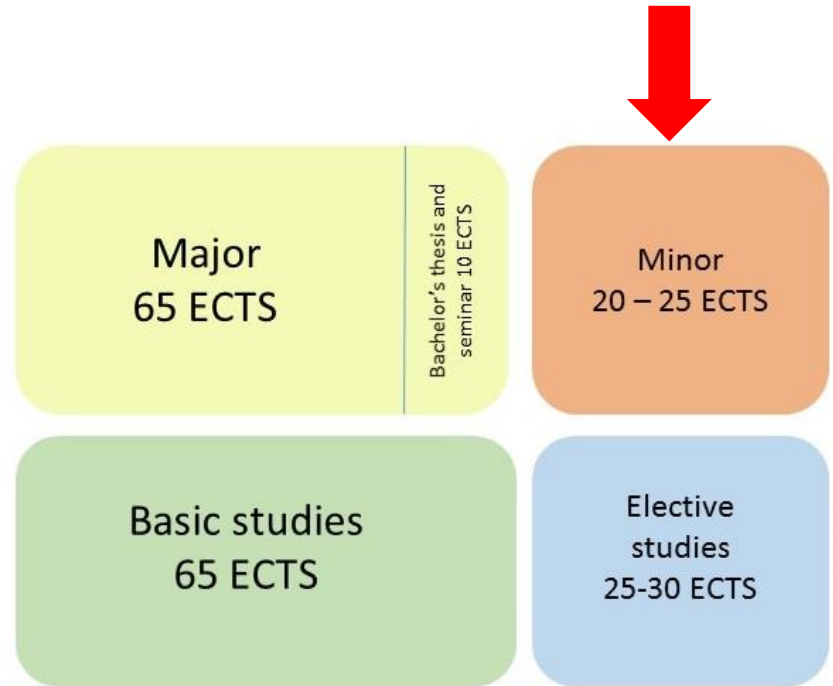 Major
65 ECTS
Bachelor's thesis and
seminar 10 ECTS
Minor
20 – 25 ECTS
Basic studies
65 ECTS
Elective
studies
25-30 ECTS